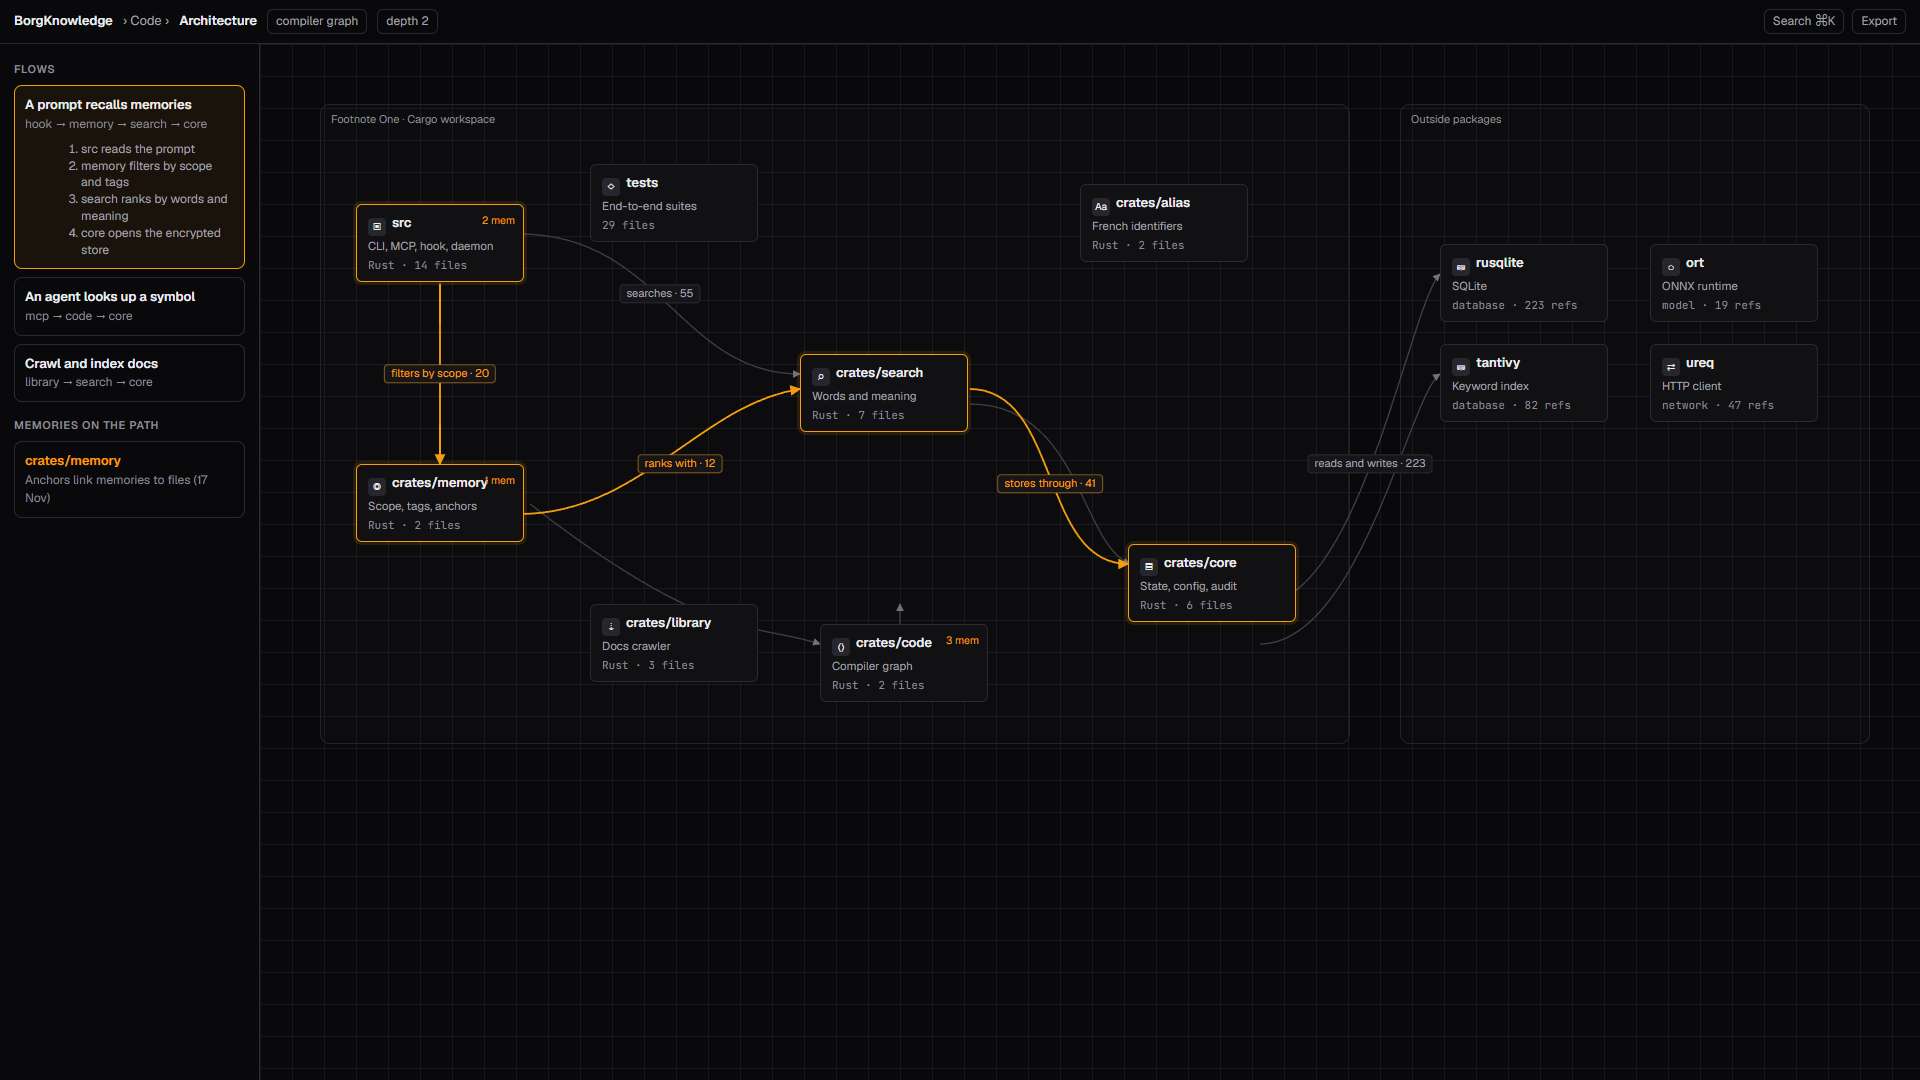 BorgKnowledge › Code › Architecture compiler graph depth 2 Search ⌘K Export
FLOWS
A prompt recalls memories
hook → memory → search → core
1. src reads the prompt
2. memory filters by scope
and tags
3. search ranks by words and
meaning
4. core opens the encrypted
store
An agent looks up a symbol
mcp → code → core
Crawl and index docs
library → search → core
MEMORIES ON THE PATH
crates/memory
Anchors link memories to files (17
Nov)
Footnote One · Cargo workspace
tests
End-to-end suites
29 files
src 2 mem
CLI, MCP, hook, daemon
Rust · 14 files
Aa crates/alias
French identifiers
Rust · 2 files
searches · 55
filters by scope · 20
crates/search
Words and meaning
Rust · 7 files
ranks with · 12
crates/memory mem
Scope, tags, anchors
Rust · 2 files
stores through · 41
crates/core
State, config, audit
Rust · 6 files
crates/library
Docs crawler
Rust · 3 files
{} crates/code 3 mem
Compiler graph
Rust · 2 files
reads and writes · 223
Outside packages
rusqlite
SQLite
database · 223 refs
ort
ONNX runtime
model · 19 refs
tantivy
Keyword index
database · 82 refs
ureq
HTTP client
network · 47 refs